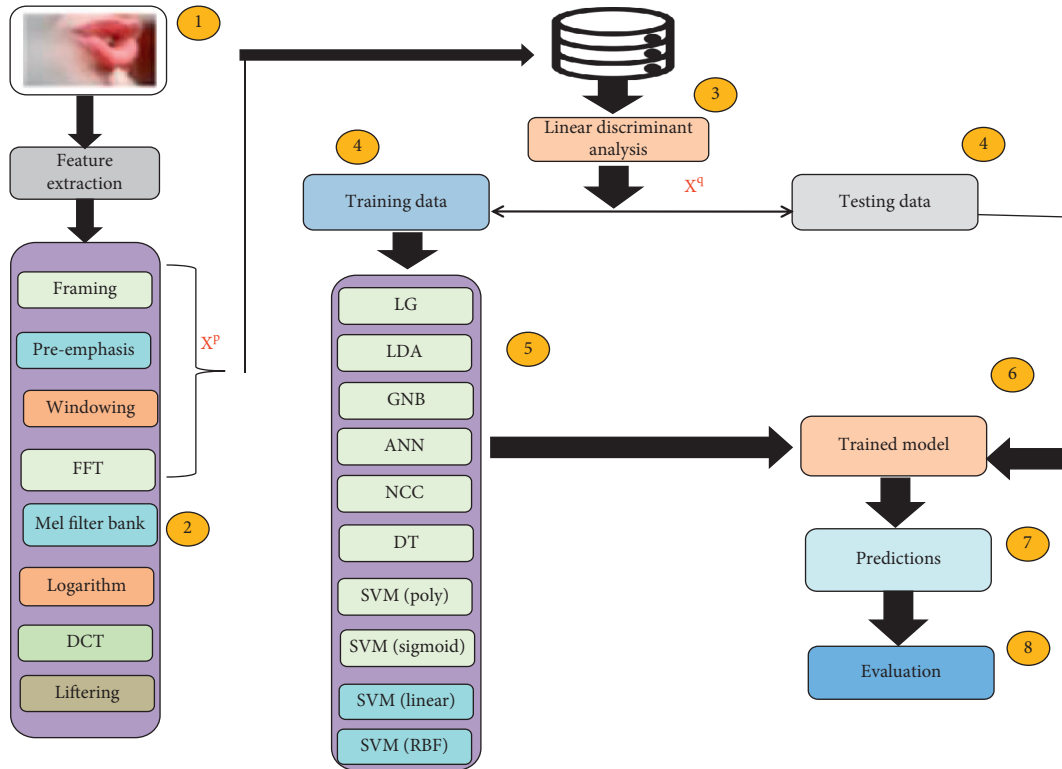 1
Feature
extraction
Framing
Pre-emphasis
Windowing
FFT
Mel filter bank
Logarithm
DCT
Liftering
2
X^p
3
Linear discriminant
analysis
X^q
4
Training data
4
Testing data
LG
LDA
GNB
ANN
NCC
DT
SVM (poly)
SVM (sigmoid)
SVM (linear)
SVM (RBF)
5
6
Trained model
7
Predictions
8
Evaluation